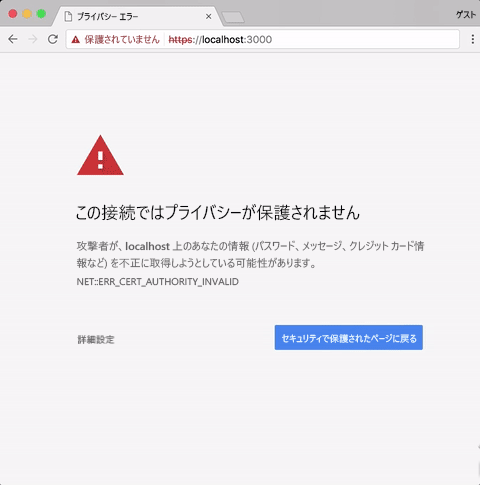 プライバシー エラー
ゲスト
保護されていません https://localhost:3000
この接続ではプライバシーが保護されません
攻撃者が、localhost 上のあなたの情報 (パスワード、メッセージ、クレジット カード情
報など) を不正に取得しようとしている可能性があります。
NET::ERR_CERT_AUTHORITY_INVALID
詳細設定
セキュリティで保護されたページに戻る